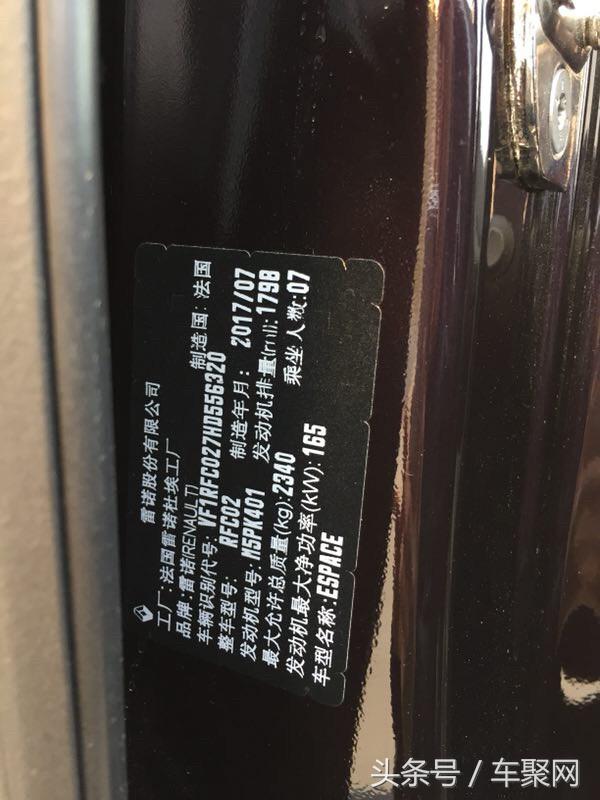 雷诺股份有限公司
工厂:法国雷诺杜埃工厂
品牌:雷诺(RENAULT) 制造国:法国
车辆识别代号:VF1RFC027HD556320
整车型号:RFC02 制造年月:2017/07
发动机型号:M5PK401 发动机排量(ml):1798
最大允许总质量(kg):2340 乘坐人数:07
发动机最大净功率(kW):165
车型名称:ESPACE
头条号/车聚网